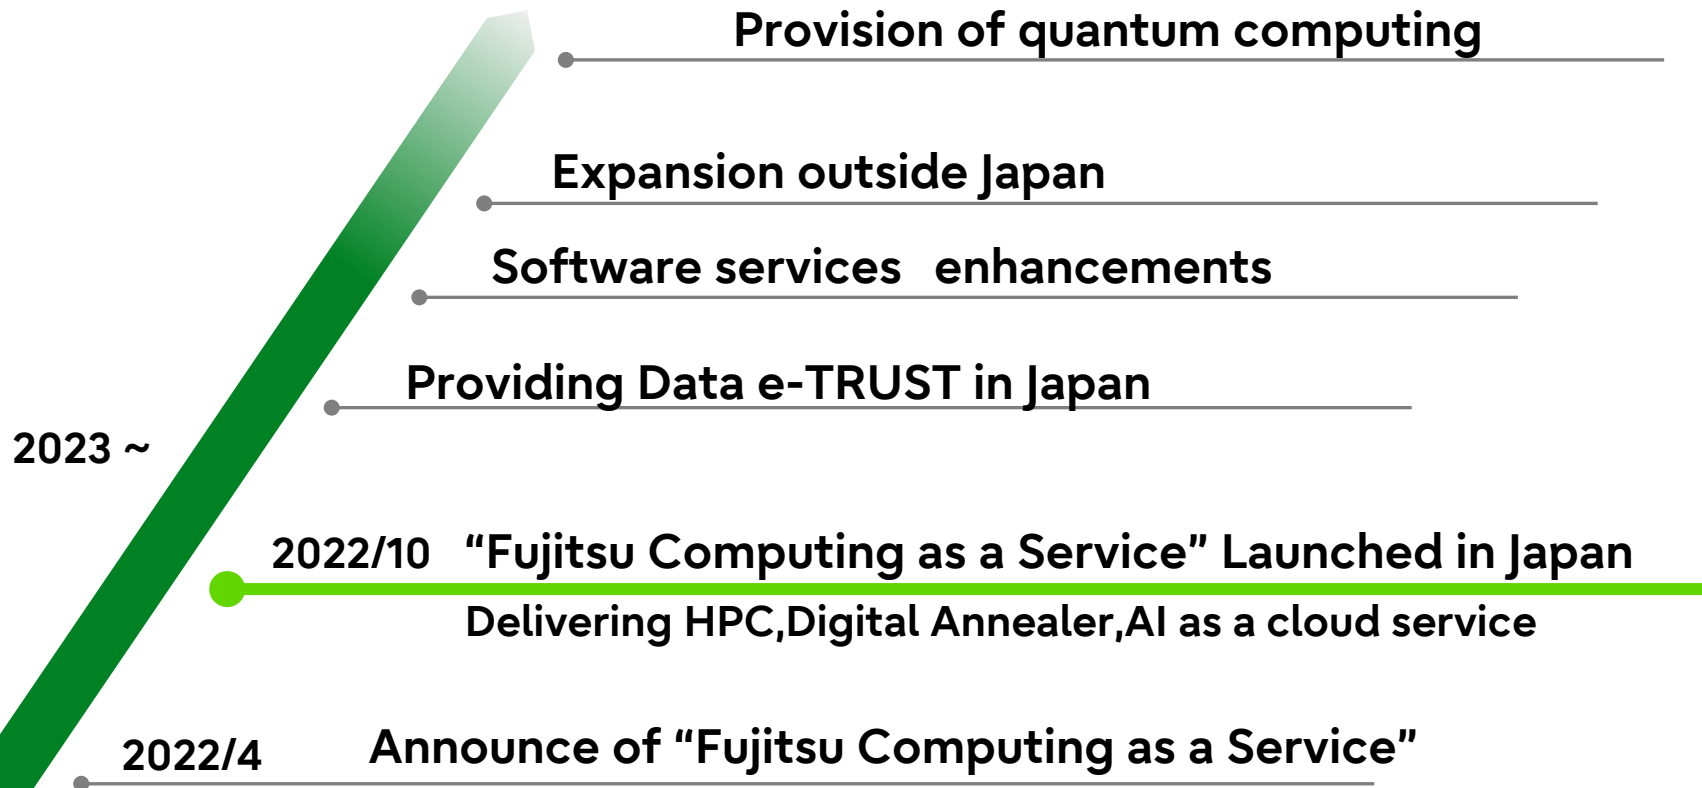 Provision of quantum computing
Expansion outside Japan
Software services enhancements
Providing Data e-TRUST in Japan
2023 ~
2022/10 “Fujitsu Computing as a Service” Launched in Japan
Delivering HPC,Digital Annealer,AI as a cloud service
2022/4 Announce of “Fujitsu Computing as a Service”